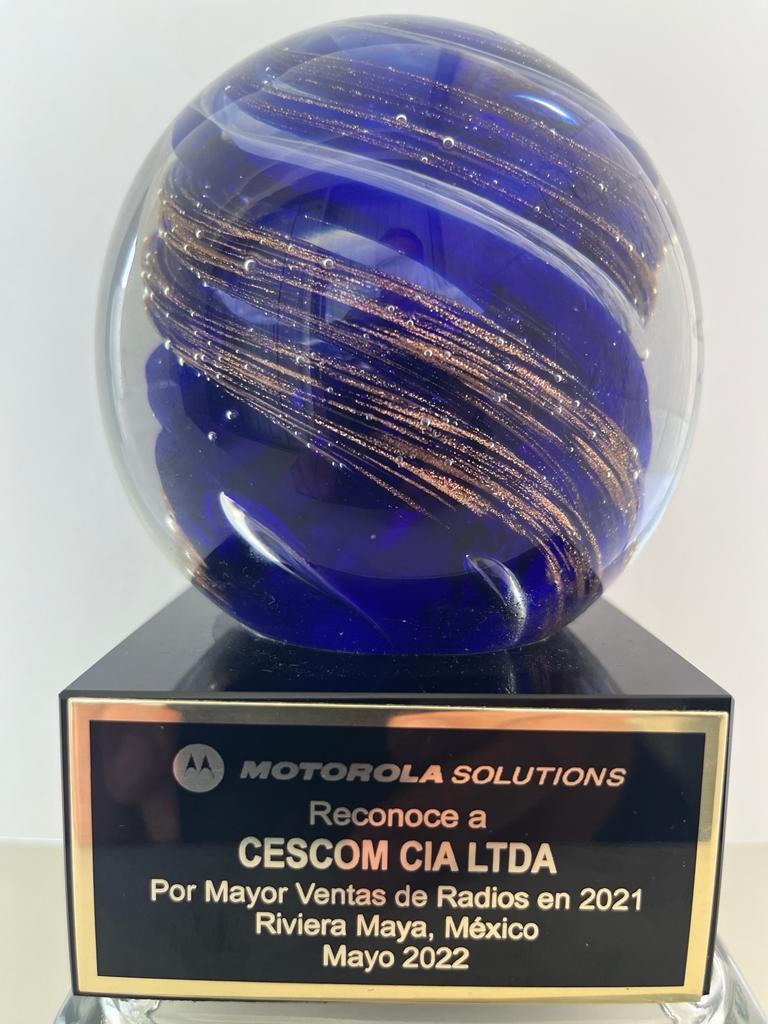 MOTOROLA SOLUTIONS
Reconoce a
CESCOM CIA LTDA
Por Mayor Ventas de Radios en 2021
Riviera Maya, México
Mayo 2022